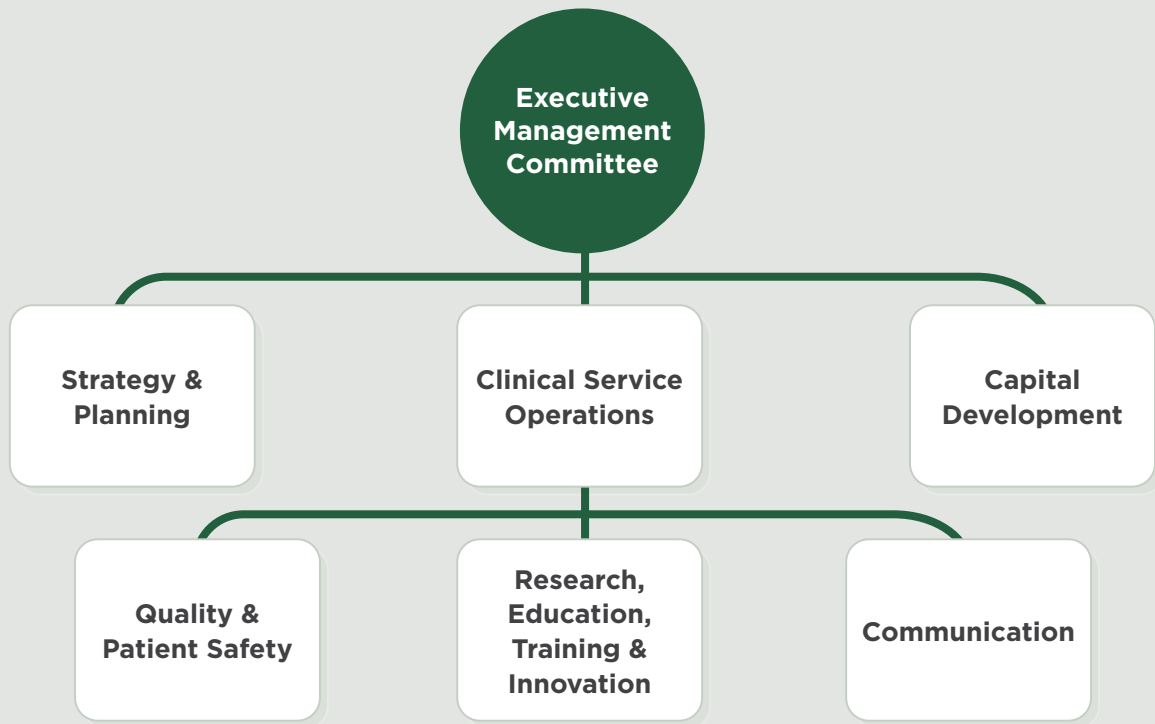 Executive
Management
Committee
Strategy &
Planning
Clinical Service
Operations
Capital
Development
Quality &
Patient Safety
Research,
Education,
Training &
Innovation
Communication